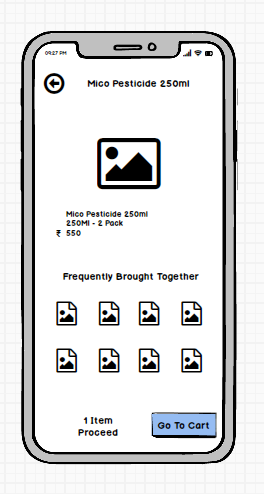 09:27 PM
Mico Pesticide 250ml
Mico Pesticide 250ml
250Ml - 2 Pack
₹ 550
Frequently Brought Together
1 Item
Proceed
Go To Cart